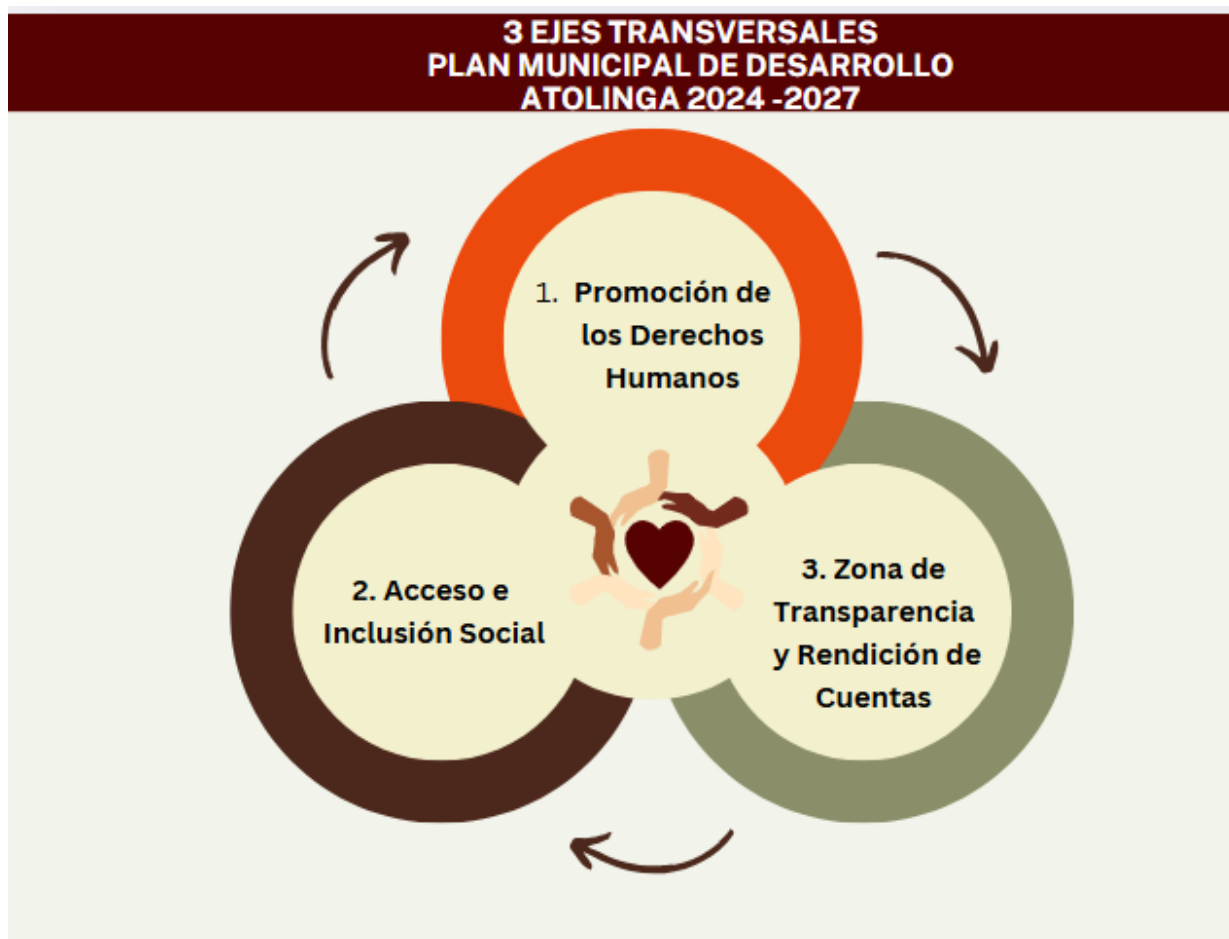 3 EJES TRANSVERSALES
PLAN MUNICIPAL DE DESARROLLO
ATOLINGA 2024 -2027
1. Promoción de
los Derechos
Humanos
2. Acceso e
Inclusión Social
3. Zona de
Transparencia
y Rendición de
Cuentas